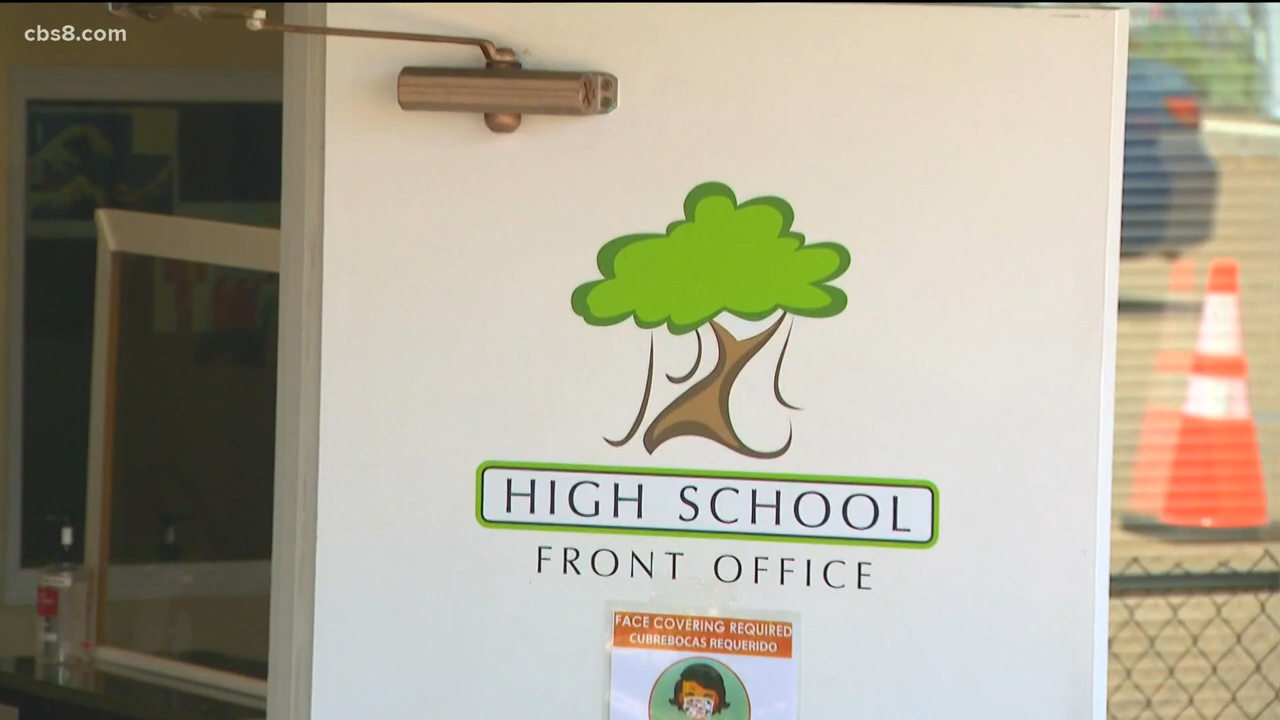 cbs8.com
HIGH SCHOOL
FRONT OFFICE
FACE COVERING REQUIRED
CUBREBOCAS REQUERIDO